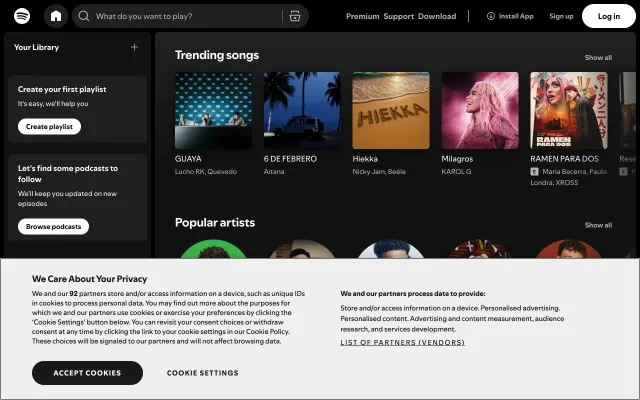 What do you want to play?
Premium Support Download
Install App
Sign up
Log in
Your Library
Create your first playlist
It's easy, we'll help you
Create playlist
Let's find some podcasts to
follow
We'll keep you updated on new
episodes
Browse podcasts
Trending songs
Show all
HIEKKA
RAMEN
PARA DOS
GUAYA
Lucho RK, Quevedo
6 DE FEBRERO
Aitana
Hiekka
Nicky Jam, Beéle
Milagros
KAROL G
RAMEN PARA DOS
E Maria Becerra, Paulo
Londra, XROSS
Popular artists
Show all
We Care About Your Privacy
We and our 92 partners store and/or access information on a device, such as unique IDs
in cookies to process personal data. You may find out more about the purposes for
which we and our partners use cookies or exercise your preferences by clicking the
'Cookie Settings' button below. You can revisit your consent choices or withdraw
consent at any time by clicking the link to your cookie settings in our Cookie Policy.
These choices will be signaled to our partners and will not affect browsing data.
We and our partners process data to provide:
Store and/or access information on a device. Personalised advertising.
Personalised content. Advertising and content measurement, audience
research, and services development.
LIST OF PARTNERS (VENDORS)
ACCEPT COOKIES
COOKIE SETTINGS